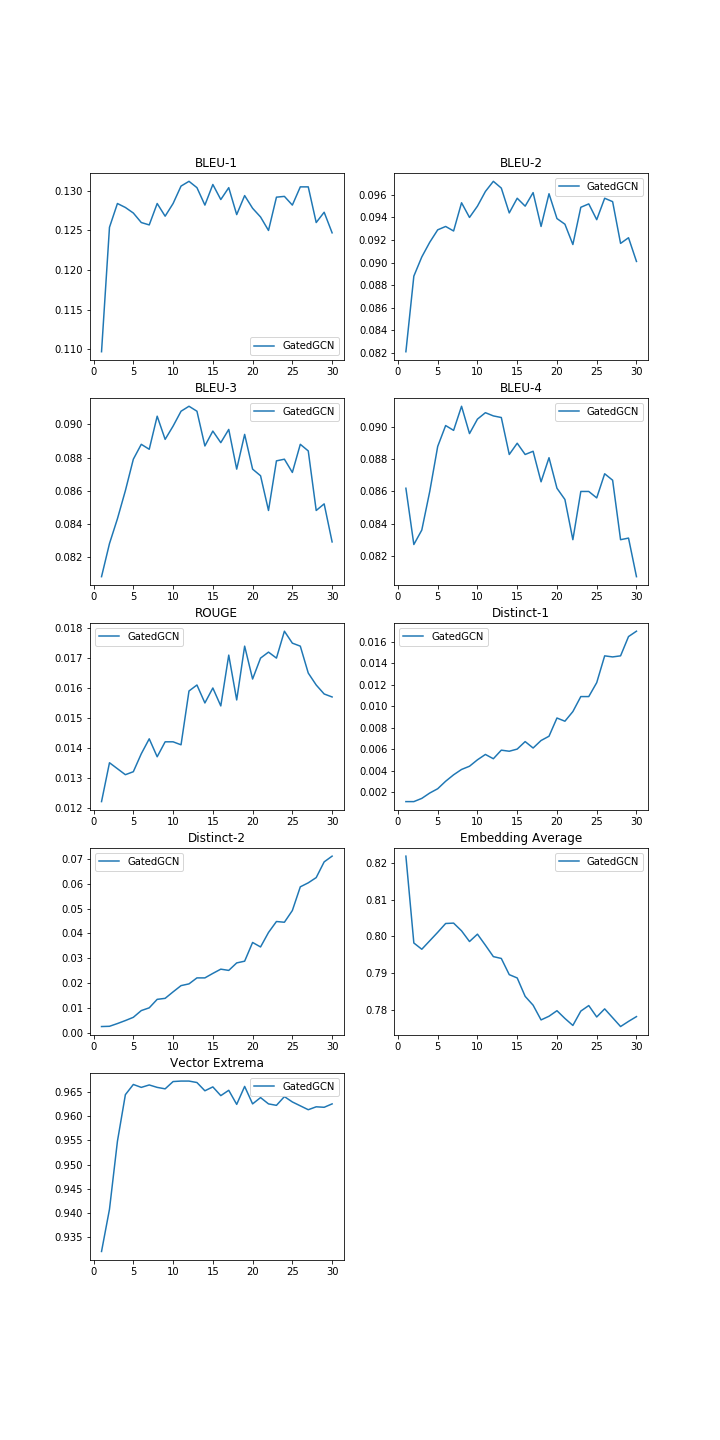 BLEU-1
0.130
0.125
0.120
0.115
0.110
GatedGCN
0 5 10 15 20 25 30
BLEU-2
GatedGCN
0.096
0.094
0.092
0.090
0.088
0.086
0.084
0.082
0 5 10 15 20 25 30
BLEU-3
GatedGCN
0.090
0.088
0.086
0.084
0.082
0 5 10 15 20 25 30
BLEU-4
GatedGCN
0.090
0.088
0.086
0.084
0.082
0 5 10 15 20 25 30
ROUGE
0.018
GatedGCN
0.017
0.016
0.015
0.014
0.013
0.012
0 5 10 15 20 25 30
Distinct-1
GatedGCN
0.016
0.014
0.012
0.010
0.008
0.006
0.004
0.002
0 5 10 15 20 25 30
Distinct-2
GatedGCN
0.07
0.06
0.05
0.04
0.03
0.02
0.01
0.00
0 5 10 15 20 25 30
Embedding Average
GatedGCN
0.82
0.81
0.80
0.79
0.78
0 5 10 15 20 25 30
Vector Extrema
GatedGCN
0.965
0.960
0.955
0.950
0.945
0.940
0.935
0 5 10 15 20 25 30